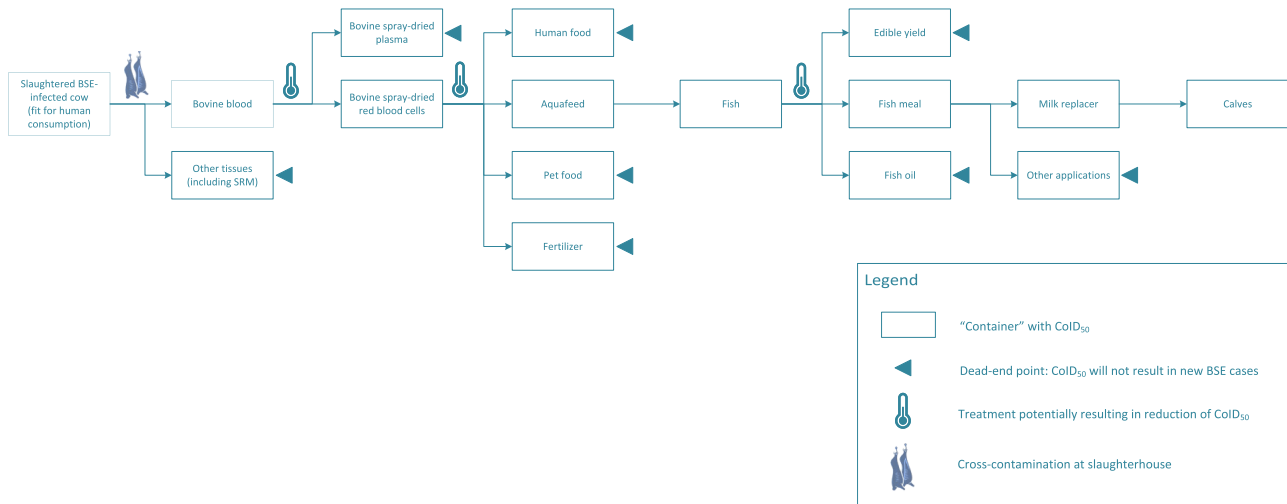 Slaughtered BSE-
infected cow
(fit for human
consumption)
Bovine blood
Other tissues
(including SRM)
Bovine spray-dried
plasma
Bovine spray-dried
red blood cells
Human food
Aquafeed
Pet food
Fertilizer
Fish
Edible yield
Fish meal
Fish oil
Milk replacer
Other applications
Calves
Legend
“Container” with CoID₅₀
Dead-end point: CoID₅₀ will not result in new BSE cases
Treatment potentially resulting in reduction of CoID₅₀
Cross-contamination at slaughterhouse